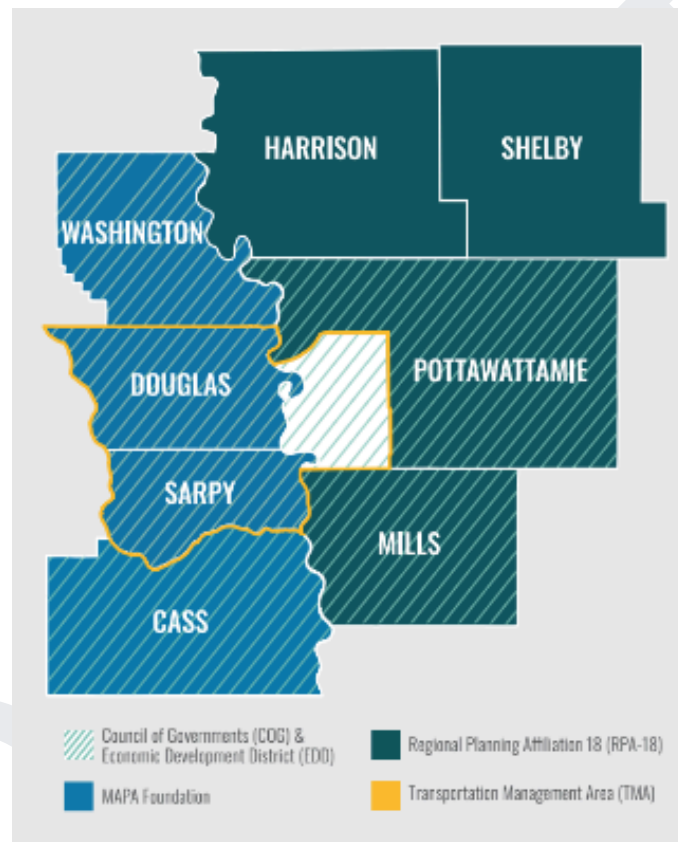 HARRISON
SHELBY
WASHINGTON
DOUGLAS
POTTAWATTAMIE
SARPY
MILLS
CASS
Council of Governments (COG) &
Economic Development District (EDD)
Regional Planning Affiliation 18 (RPA-18)
MAPA Foundation
Transportation Management Area (TMA)